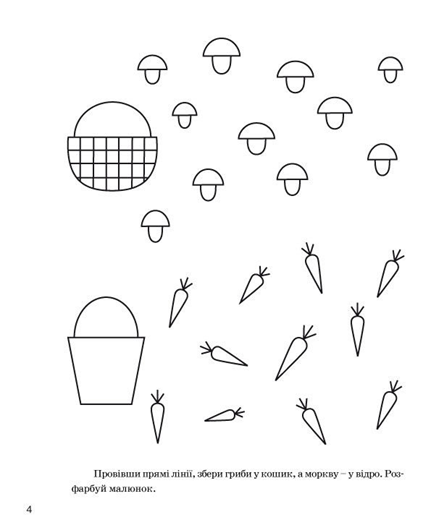 Провівши прямі лінії, збери гриби у кошик, а моркву – у відро. Роз-
фарбуй малюнок.
4